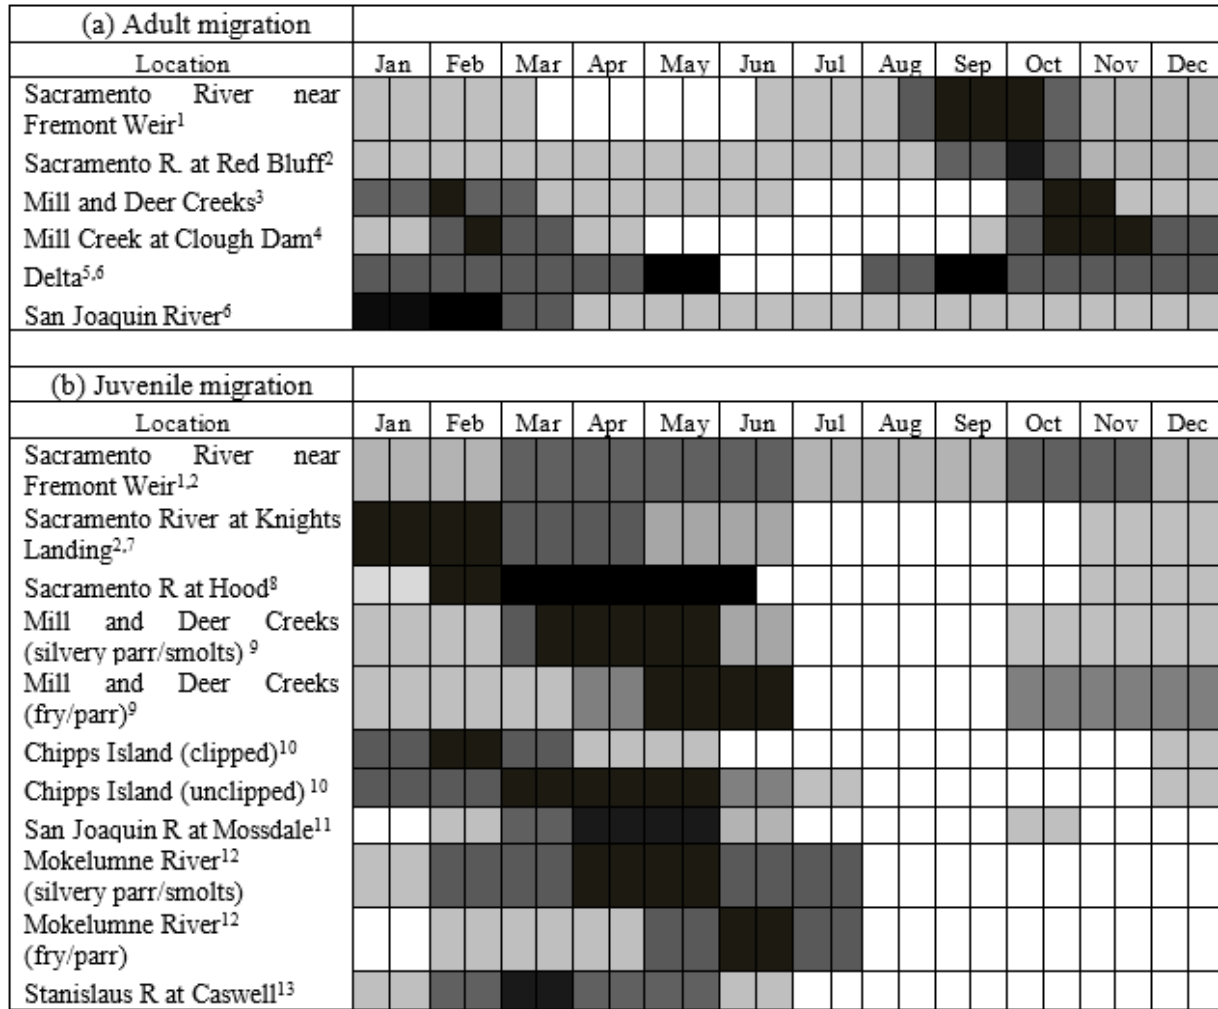 (a) Adult migration
Location Jan Feb Mar Apr May Jun Jul Aug Sep Oct Nov Dec
Sacramento River near
Fremont Weir1
Sacramento R. at Red Bluff2
Mill and Deer Creeks3
Mill Creek at Clough Dam4
Delta5,6
San Joaquin River6
(b) Juvenile migration
Location Jan Feb Mar Apr May Jun Jul Aug Sep Oct Nov Dec
Sacramento River near
Fremont Weir1,2
Sacramento River at Knights
Landing2,7
Sacramento R at Hood8
Mill and Deer Creeks
(silvery parr/smolts) 9
Mill and Deer Creeks
(fry/parr)9
Chipps Island (clipped)10
Chipps Island (unclipped) 10
San Joaquin R at Mossdale11
Mokelumne River12
(silvery parr/smolts)
Mokelumne River12
(fry/parr)
Stanislaus R at Caswell13